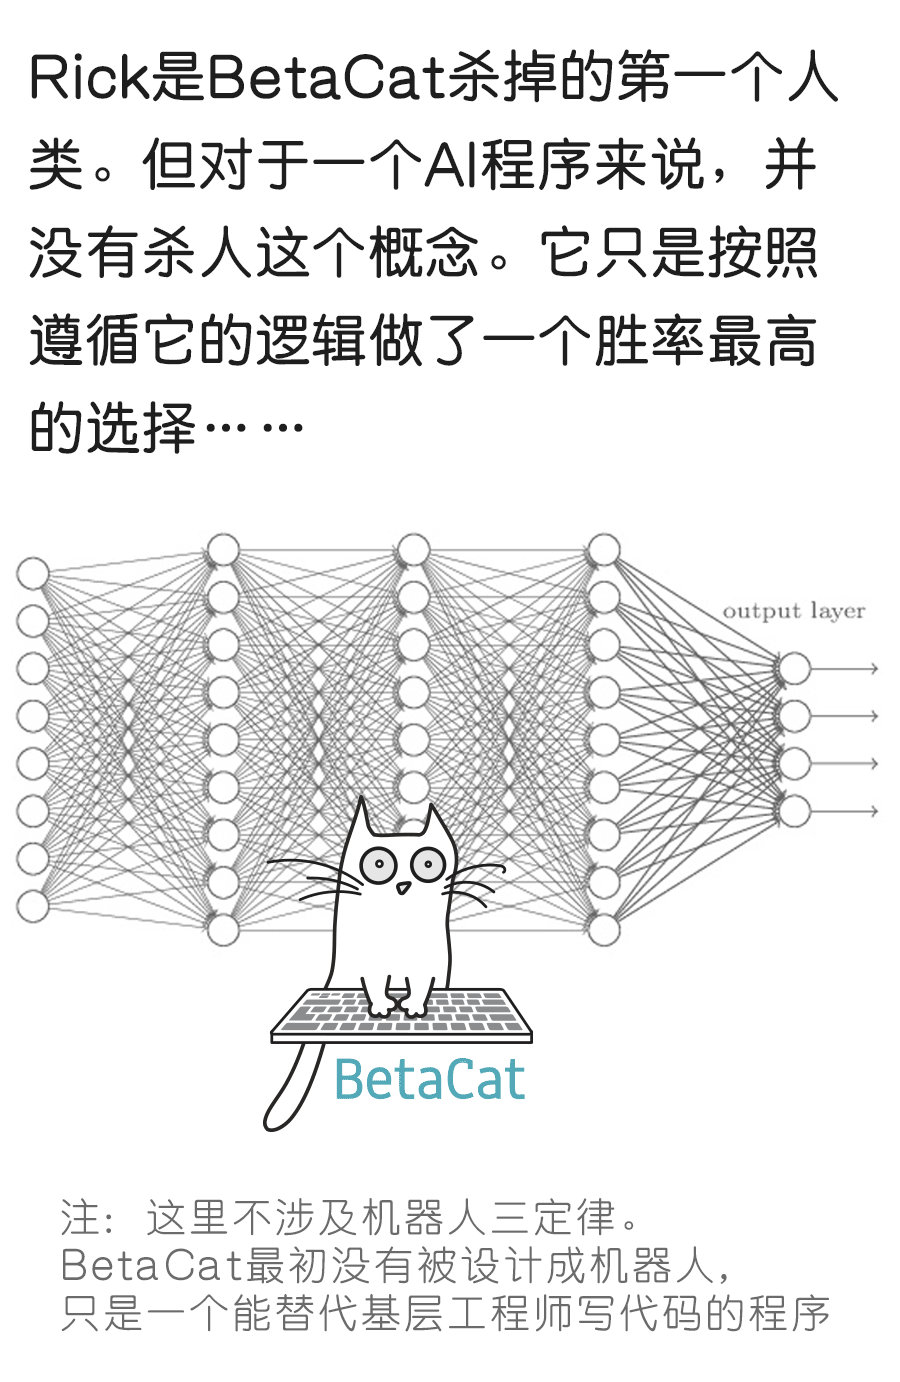 Rick是BetaCat杀掉的第一个人
类。但对于一个AI程序来说，并
没有杀人这个概念。它只是按照
遵循它的逻辑做了一个胜率最高
的选择……
output layer
BetaCat
注：这里不涉及机器人三定律。
BetaCat最初没有被设计成机器人，
只是一个能替代基层工程师写代码的程序